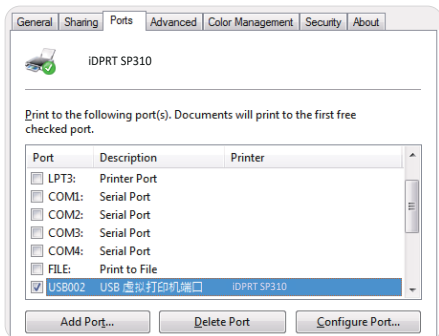 General Sharing Ports Advanced Color Management Security About
iDPRT SP310
Print to the following port(s). Documents will print to the first free
checked port.
Port Description Printer
LPT3: Printer Port
COM1: Serial Port
COM2: Serial Port
COM3: Serial Port
COM4: Serial Port
FILE: Print to File
USB002 USB 虚拟打印机端口 iDPRT SP310
Add Port... Delete Port Configure Port...